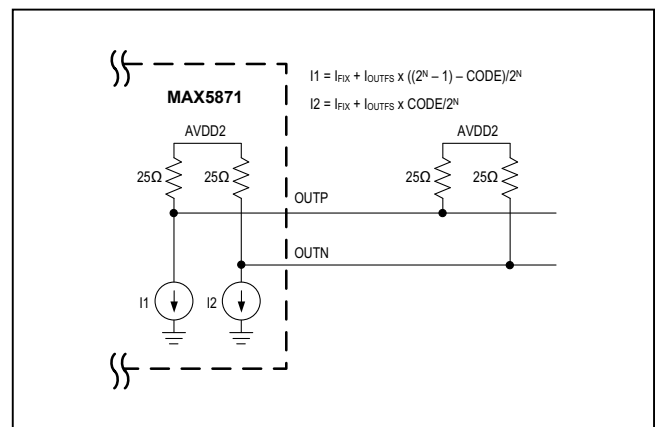 I1 = IFIX + IOUTFS x ((2ᴺ – 1) – CODE)/2ᴺ
MAX5871
I2 = IFIX + IOUTFS x CODE/2ᴺ
AVDD2
AVDD2
25Ω
25Ω
25Ω
25Ω
OUTP
OUTN
I1
I2